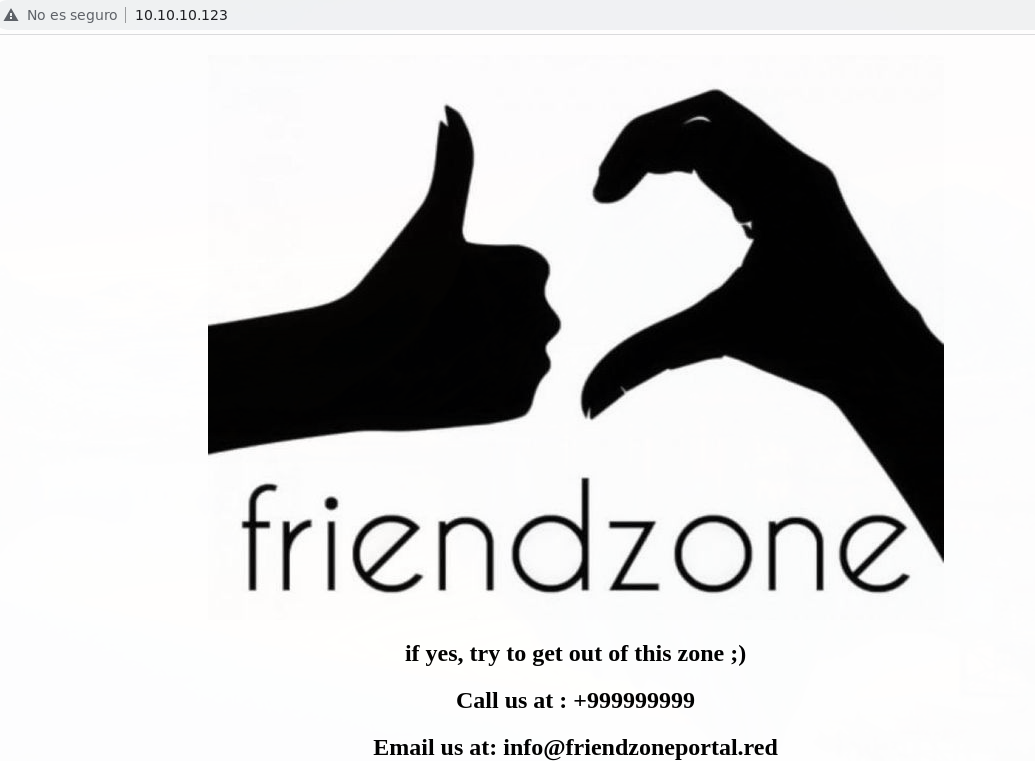 No es seguro 10.10.10.123
friendzone
if yes, try to get out of this zone ;)
Call us at : +999999999
Email us at: info@friendzoneportal.red